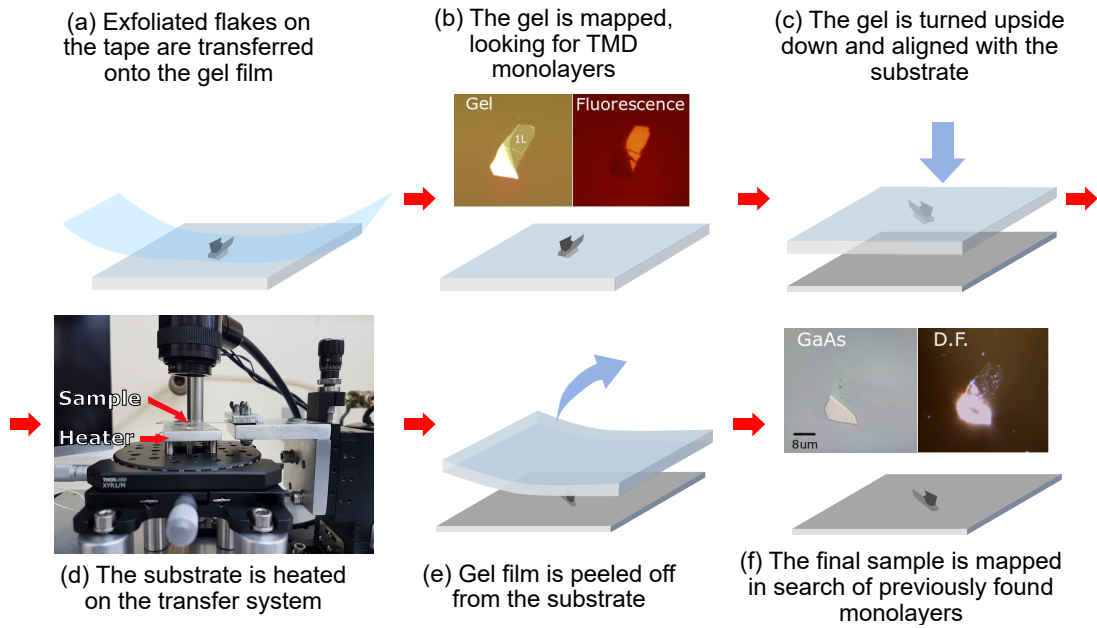 (a) Exfoliated flakes on
the tape are transferred
onto the gel film
(b) The gel is mapped,
looking for TMD
monolayers
(c) The gel is turned upside
down and aligned with the
substrate
Gel
Fluorescence
1L
Sample
Heater
THORLABS
XYR1/M
GaAs
D.F.
8um
(d) The substrate is heated
on the transfer system
(e) Gel film is peeled off
from the substrate
(f) The final sample is mapped
in search of previously found
monolayers